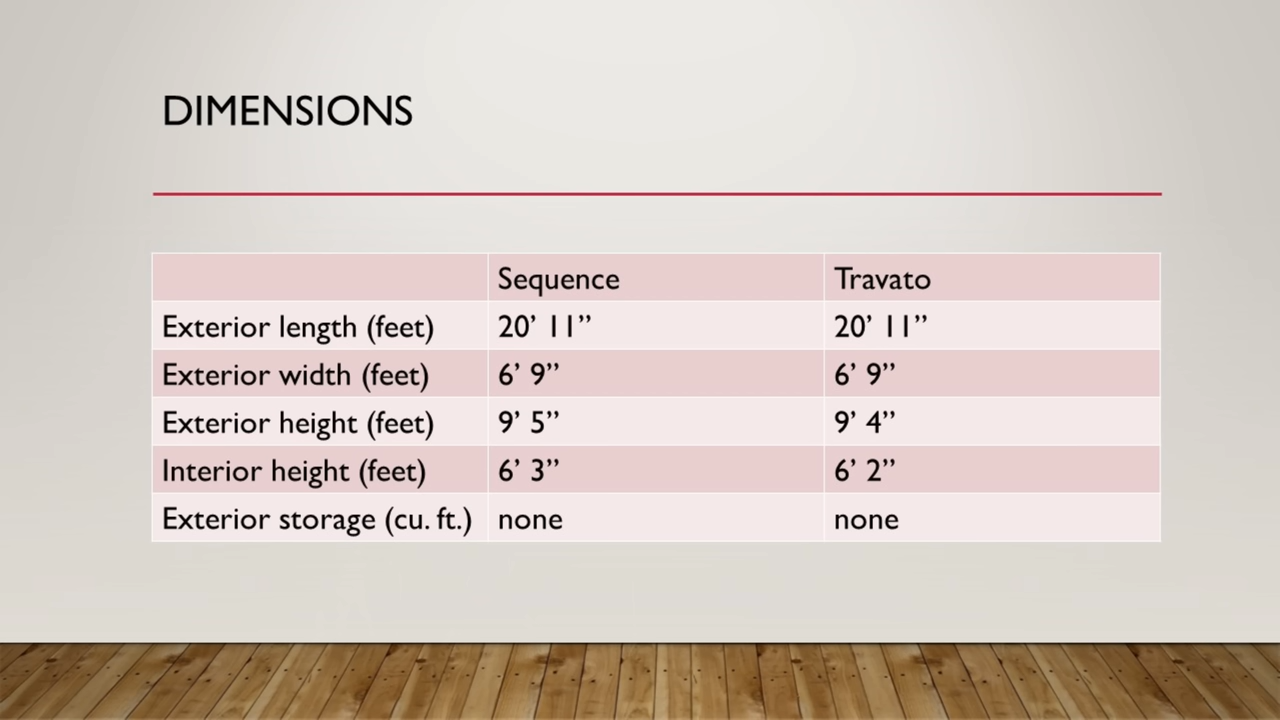 DIMENSIONS
Sequence Travato
Exterior length (feet) 20’ 11” 20’ 11”
Exterior width (feet) 6’ 9” 6’ 9”
Exterior height (feet) 9’ 5” 9’ 4”
Interior height (feet) 6’ 3” 6’ 2”
Exterior storage (cu. ft.) none none